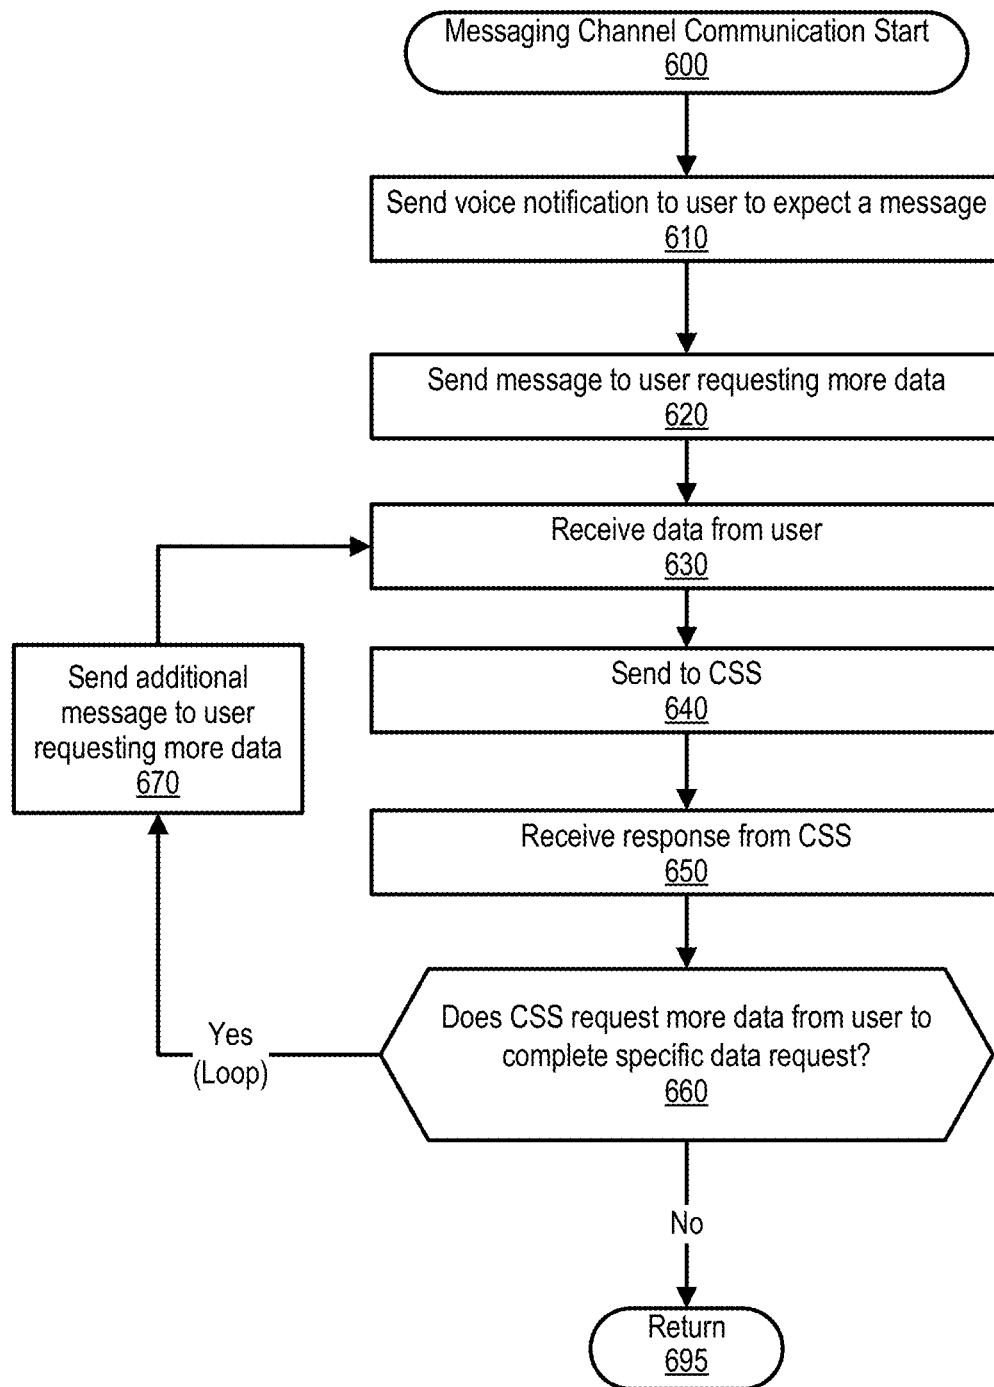 Messaging Channel Communication Start
600
Send voice notification to user to expect a message
610
Send message to user requesting more data
620
Receive data from user
630
Send to CSS
640
Send additional
message to user
requesting more data
670
Receive response from CSS
650
Does CSS request more data from user to
complete specific data request?
660
Yes
(Loop)
No
Return
695